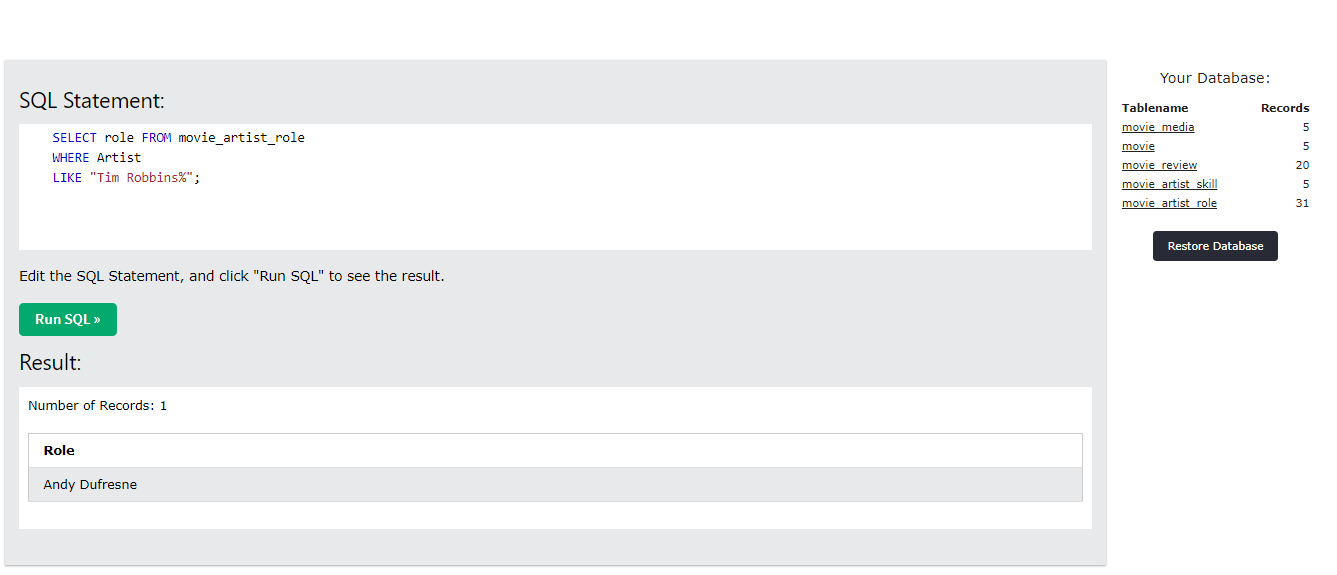 SQL Statement:
SELECT role FROM movie_artist_role
WHERE Artist
LIKE "Tim Robbins%";
Edit the SQL Statement, and click "Run SQL" to see the result.
Run SQL »
Result:
Number of Records: 1
Role
Andy Dufresne
Your Database:
Tablename Records
movie_media 5
movie 5
movie_review 20
movie_artist_skill 5
movie_artist_role 31
Restore Database